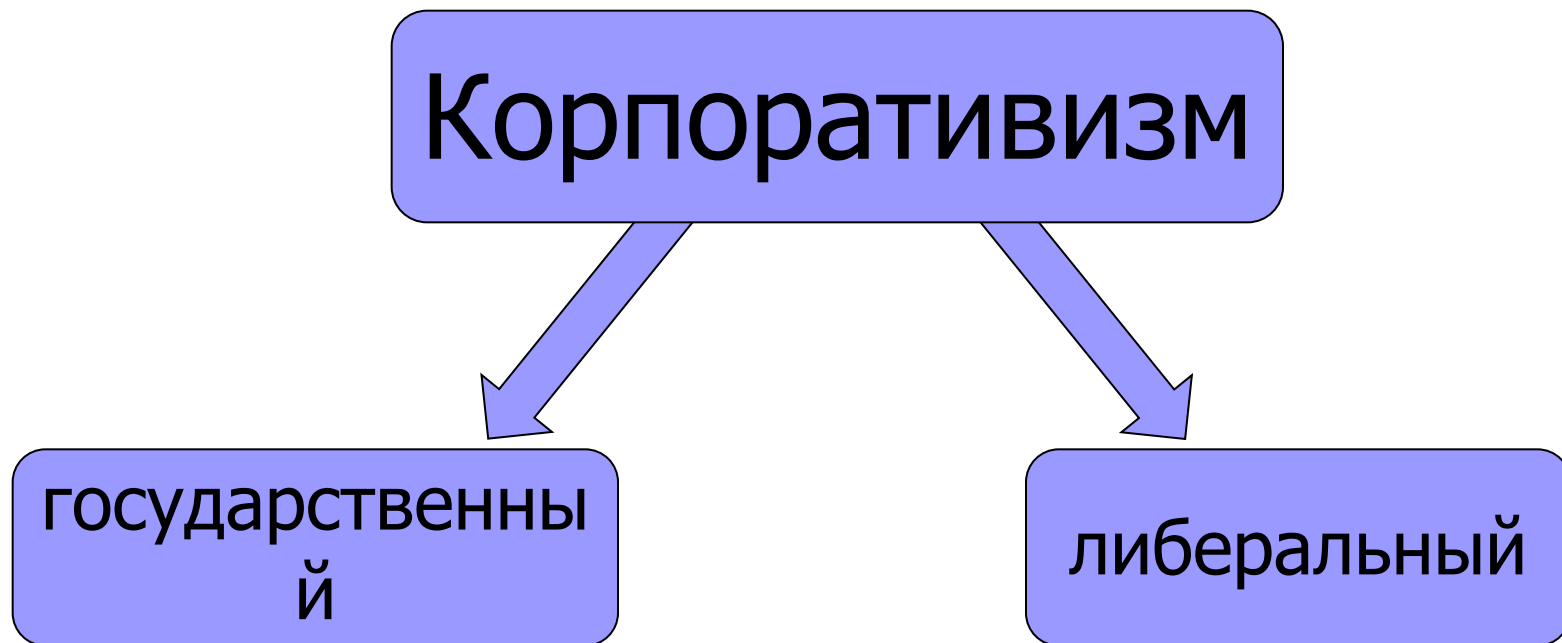 Корпоративизм
государственны
й
либеральный